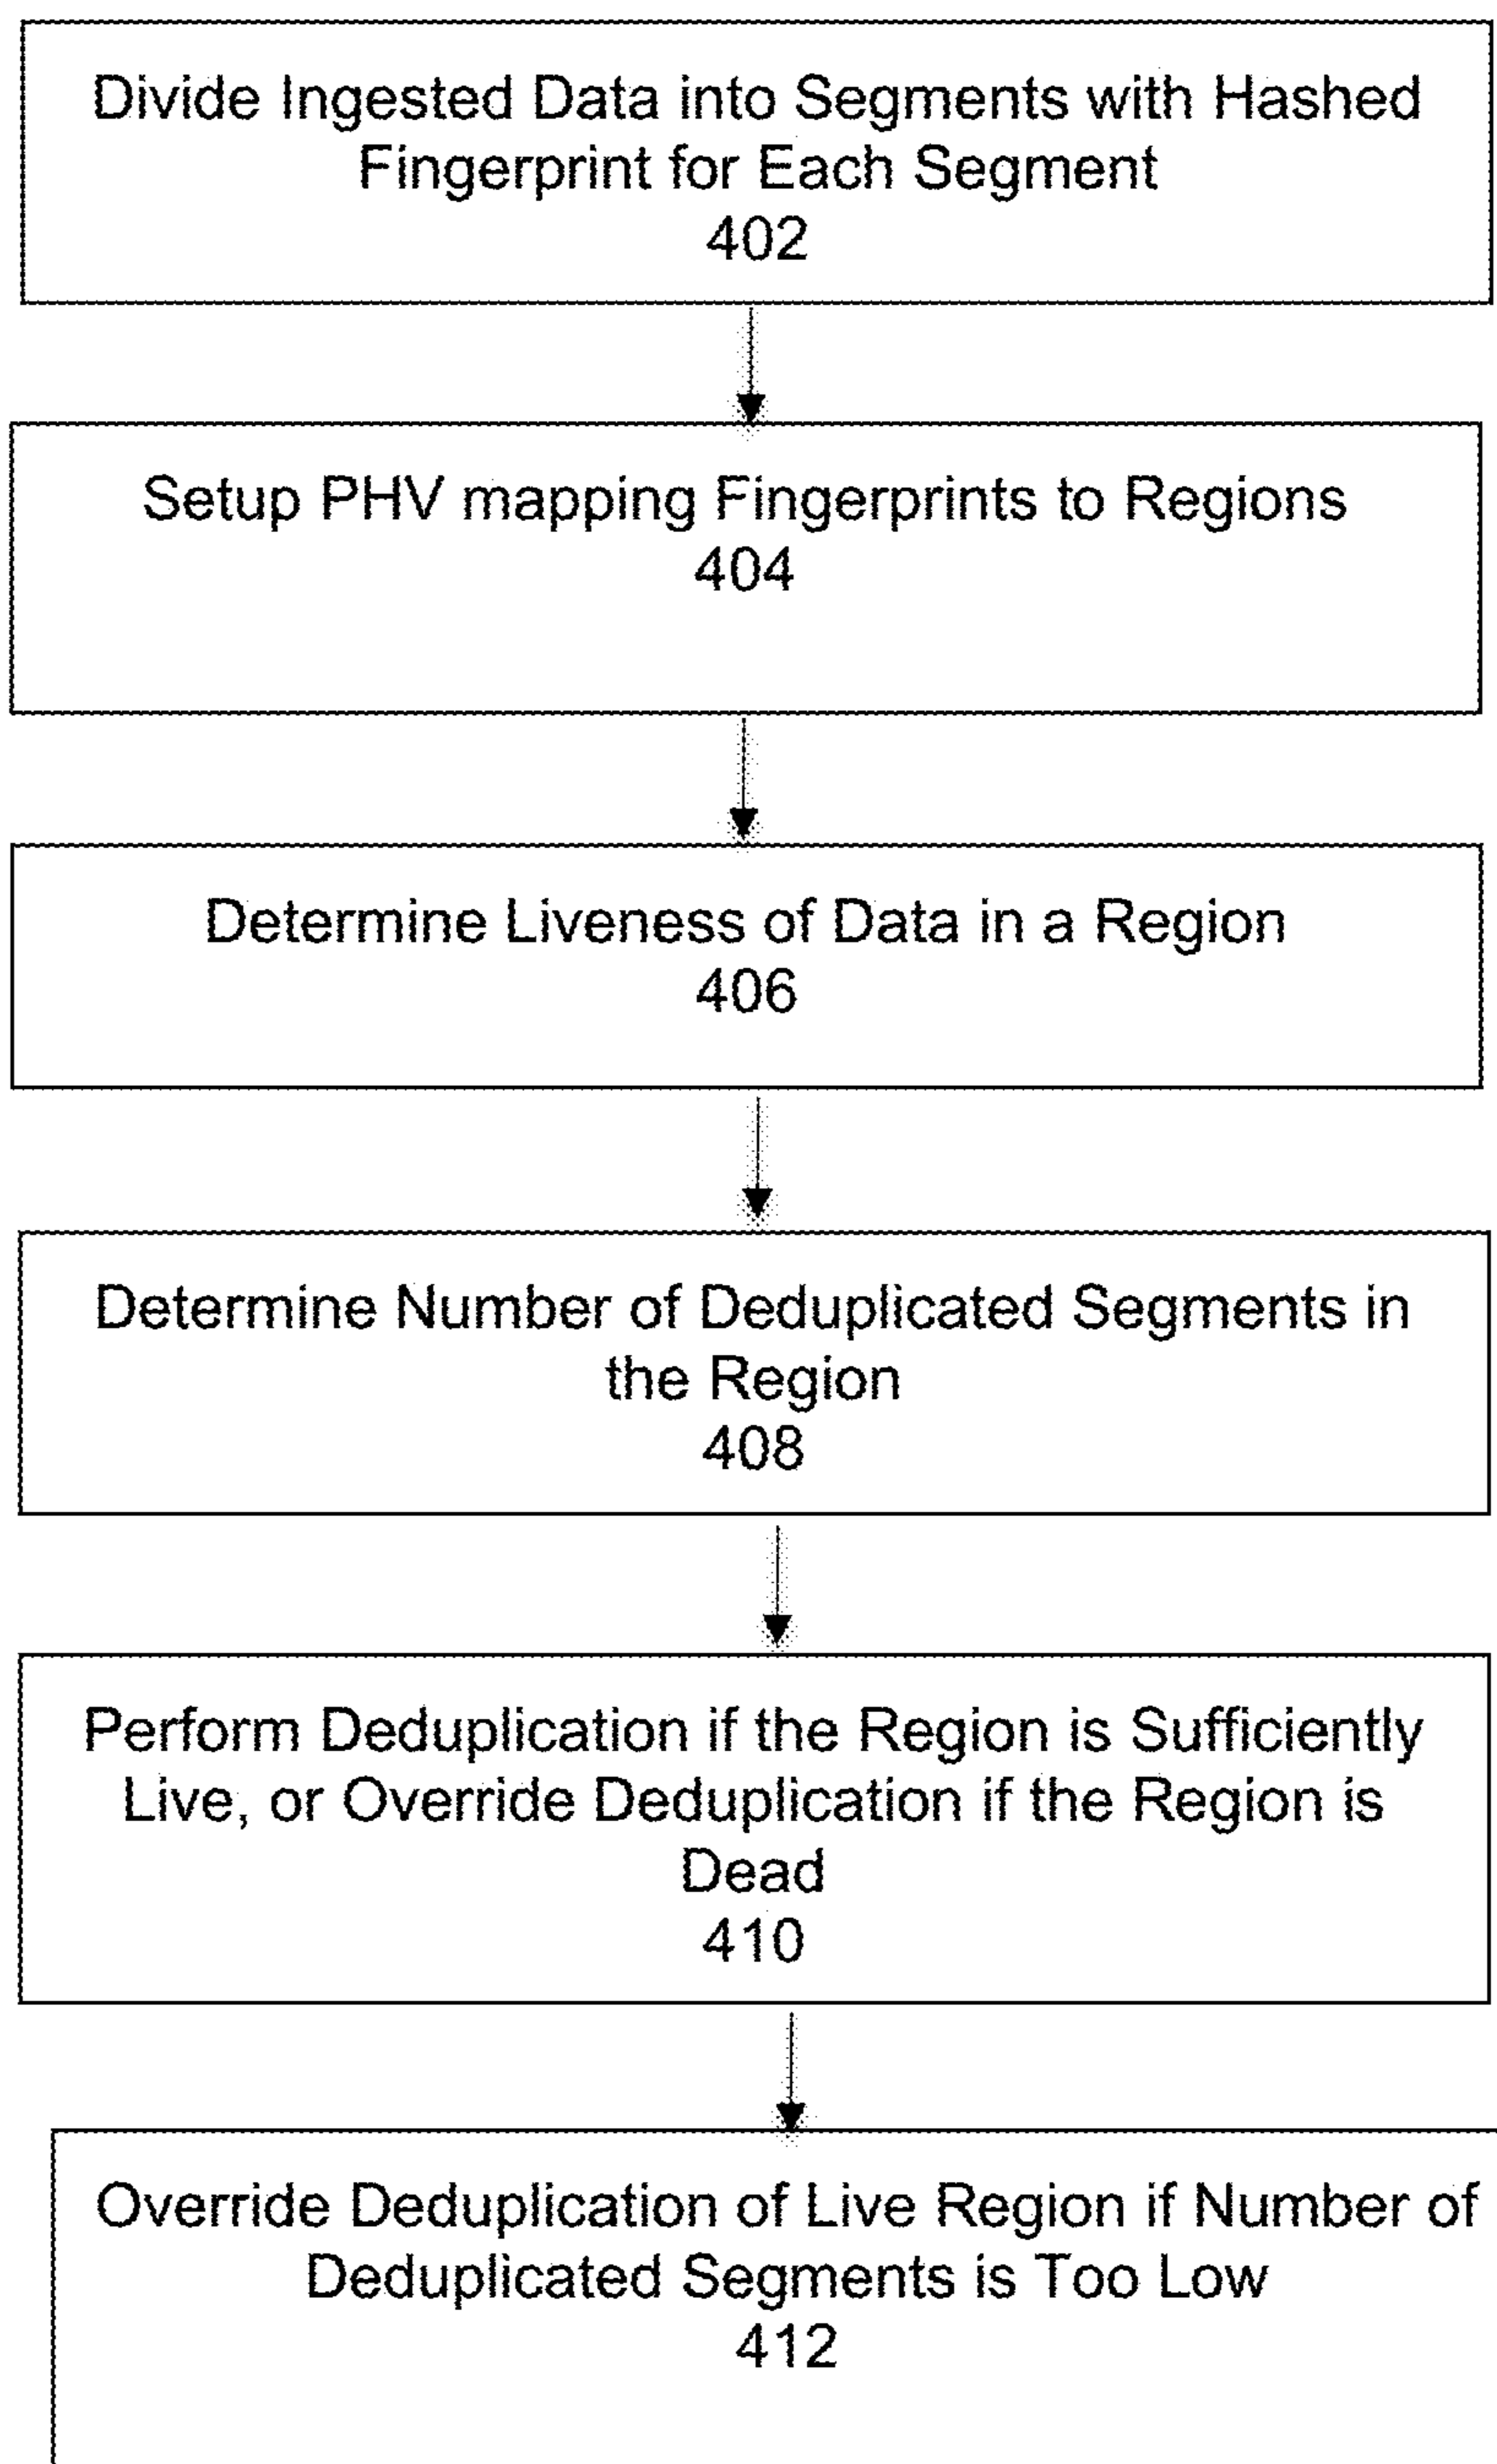 Divide Ingested Data into Segments with Hashed
Fingerprint for Each Segment
402
Setup PHV mapping Fingerprints to Regions
404
Determine Liveness of Data in a Region
406
Determine Number of Deduplicated Segments in
the Region
408
Perform Deduplication if the Region is Sufficiently
Live, or Override Deduplication if the Region is
Dead
410
Override Deduplication of Live Region if Number of
Deduplicated Segments is Too Low
412